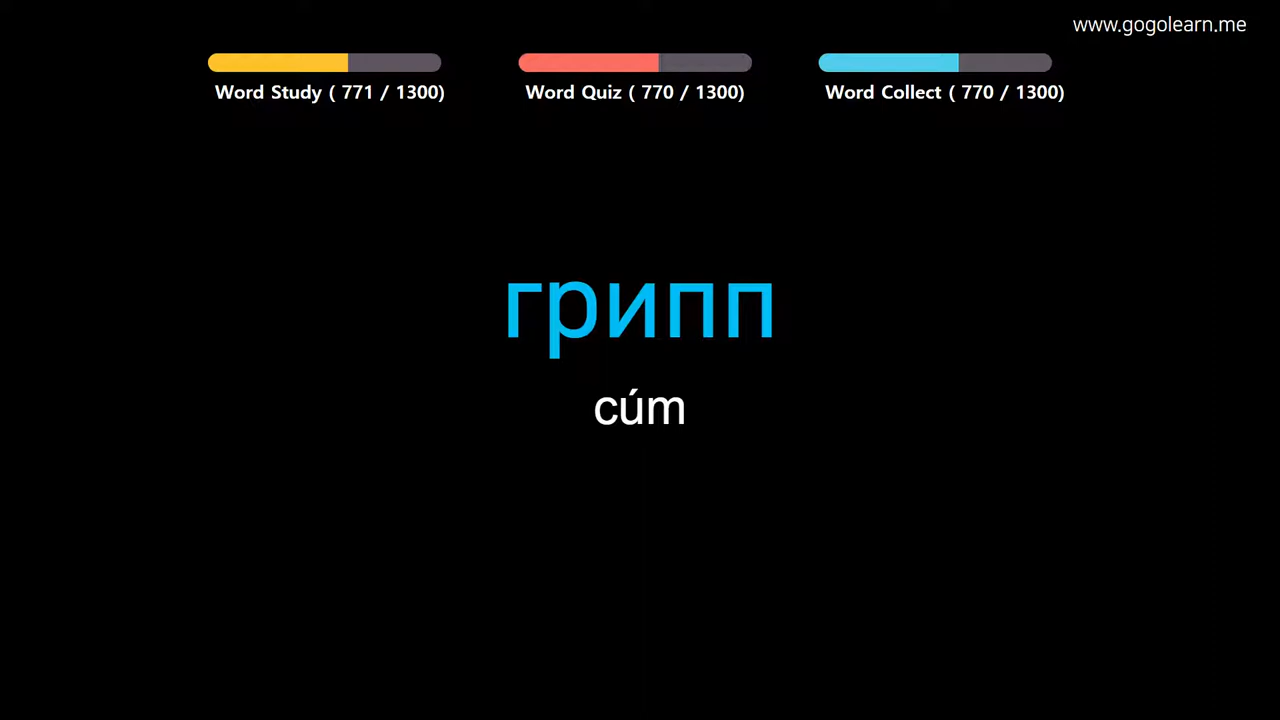 www.gogolearn.me
Word Study ( 771 / 1300)
Word Quiz ( 770 / 1300)
Word Collect ( 770 / 1300)
грипп
cúm